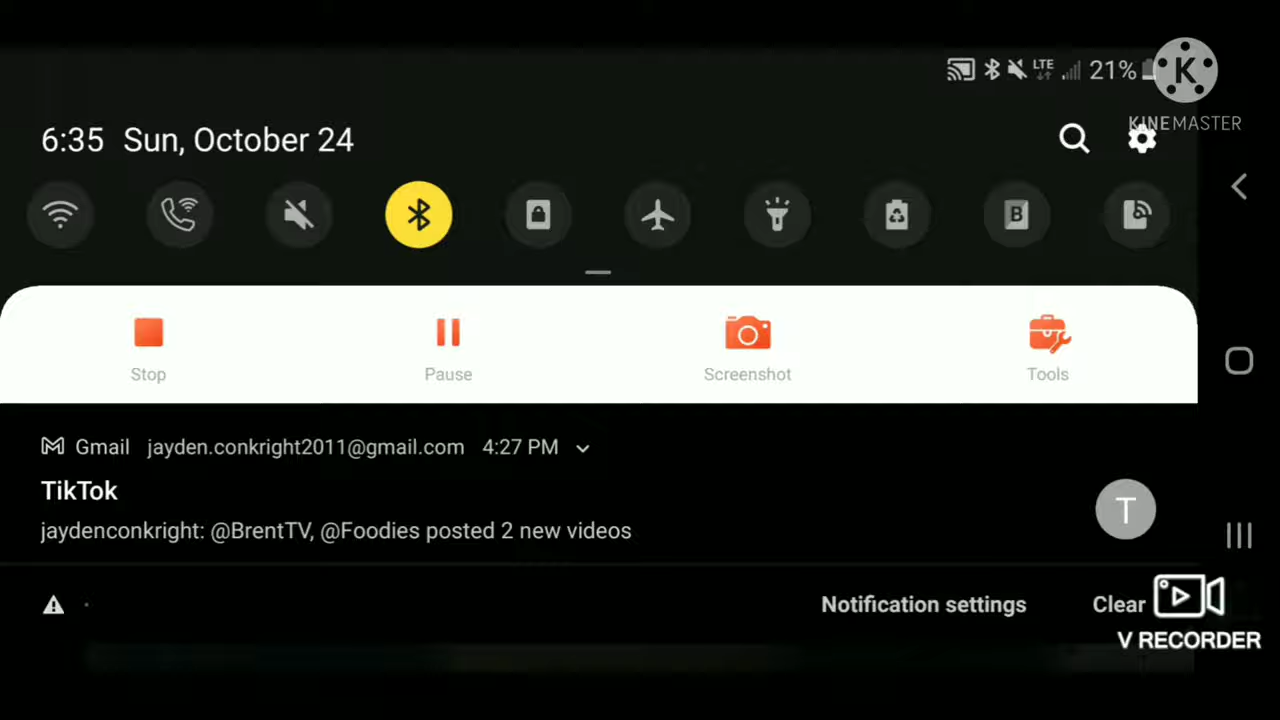 LTE 21%
K
KINEMASTER
6:35 Sun, October 24
B
Stop Pause Screenshot Tools
Gmail jayden.conkright2011@gmail.com 4:27 PM
TikTok
T
jaydenconkright: @BrentTV, @Foodies posted 2 new videos
Notification settings Clear
V RECORDER